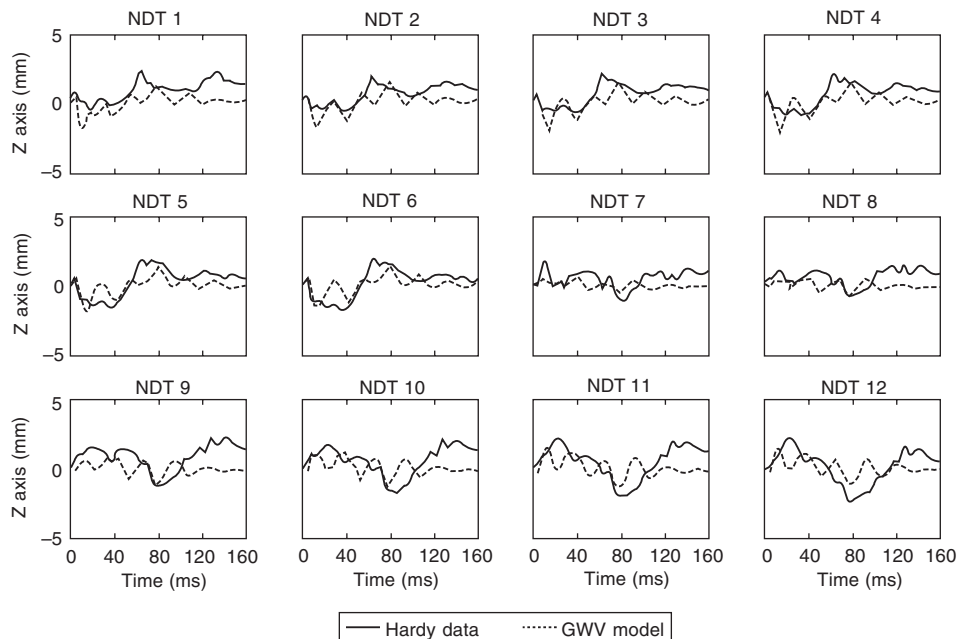 NDT 1 NDT 2 NDT 3 NDT 4
5
0
−5
Z axis (mm)
NDT 5 NDT 6 NDT 7 NDT 8
5
0
−5
Z axis (mm)
NDT 9 NDT 10 NDT 11 NDT 12
5
0
−5
Z axis (mm)
0 40 80 120 160 0 40 80 120 160 0 40 80 120 160 0 40 80 120 160
Time (ms) Time (ms) Time (ms) Time (ms)
Hardy data GWV model